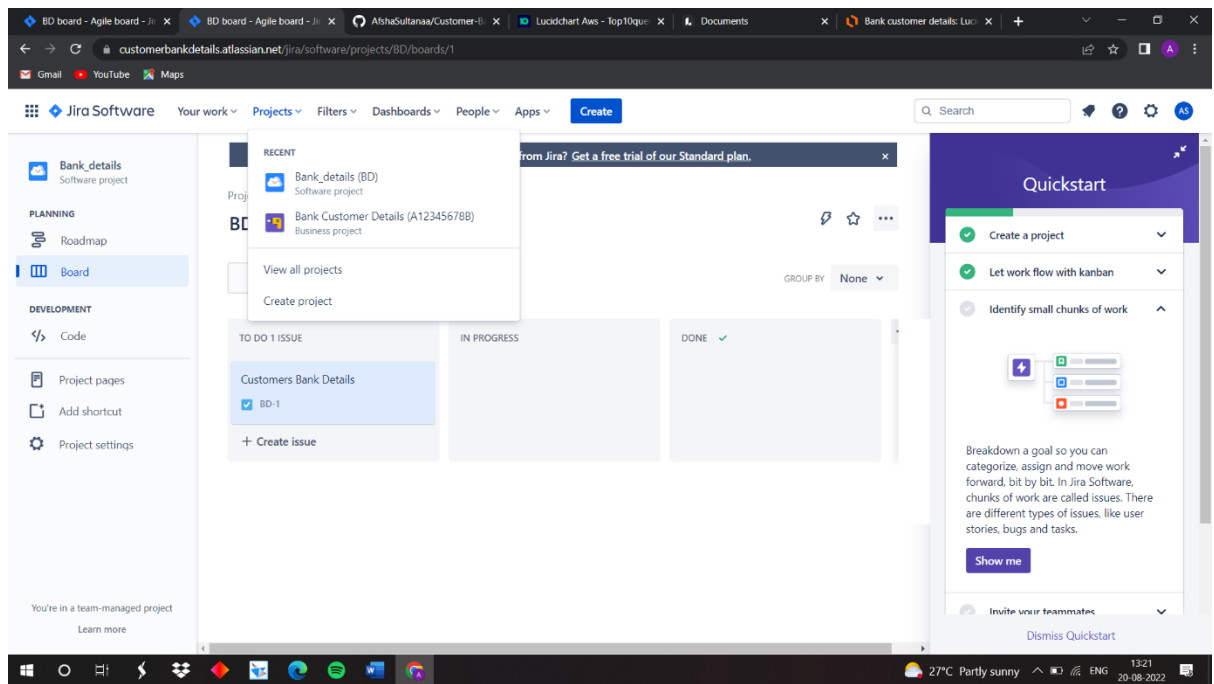 BD board - Agile board - Jir
BD board - Agile board - Jir
AfshaSultanaa/Customer-B
Lucidchart Aws - Top10que
Documents
Bank customer details: Luci
customerbankdetails.atlassian.net/jira/software/projects/BD/boards/1
A
Gmail
YouTube
Maps
Jira Software
Your work
Projects
Filters
Dashboards
People
Apps
Create
Search
AS
Bank_details
Software project
PLANNING
Roadmap
Board
DEVELOPMENT
Code
Project pages
Add shortcut
Project settings
You're in a team-managed project
Learn more
from Jira? Get a free trial of our Standard plan.
RECENT
Bank_details (BD)
Software project
Bank Customer Details (A12345678B)
Business project
View all projects
Create project
Proj
BD
GROUP BY None
TO DO 1 ISSUE
IN PROGRESS
DONE
Customers Bank Details
BD-1
+ Create issue
Quickstart
Create a project
Let work flow with kanban
Identify small chunks of work
Breakdown a goal so you can
categorize, assign and move work
forward, bit by bit. In Jira Software,
chunks of work are called issues. There
are different types of issues, like user
stories, bugs and tasks.
Show me
Invite your teammates
Dismiss Quickstart
27°C Partly sunny
ENG
13:21
20-08-2022